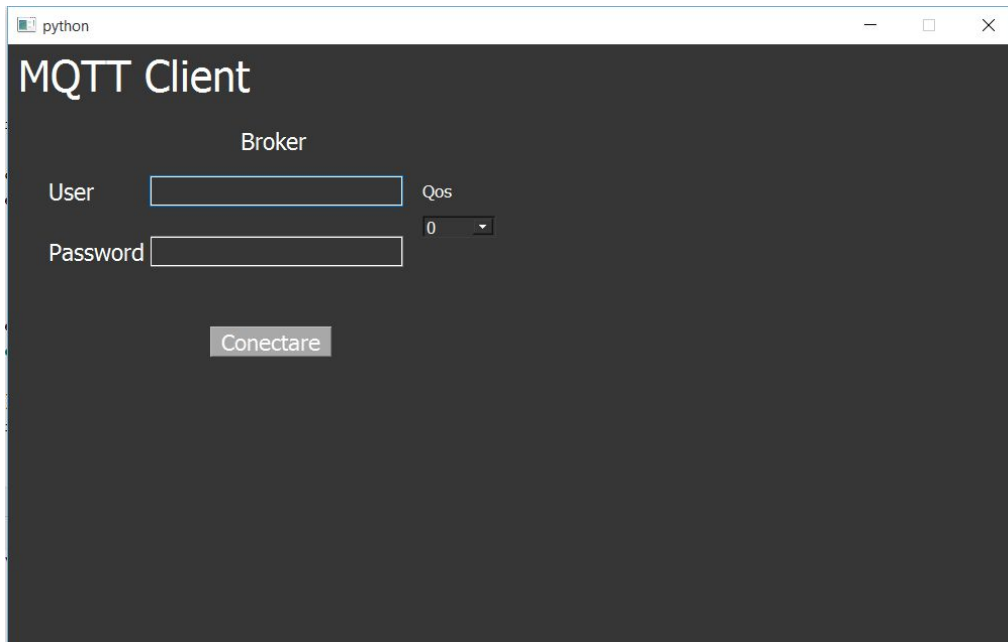 python
MQTT Client
Broker
User
Qos
0
Password
Conectare